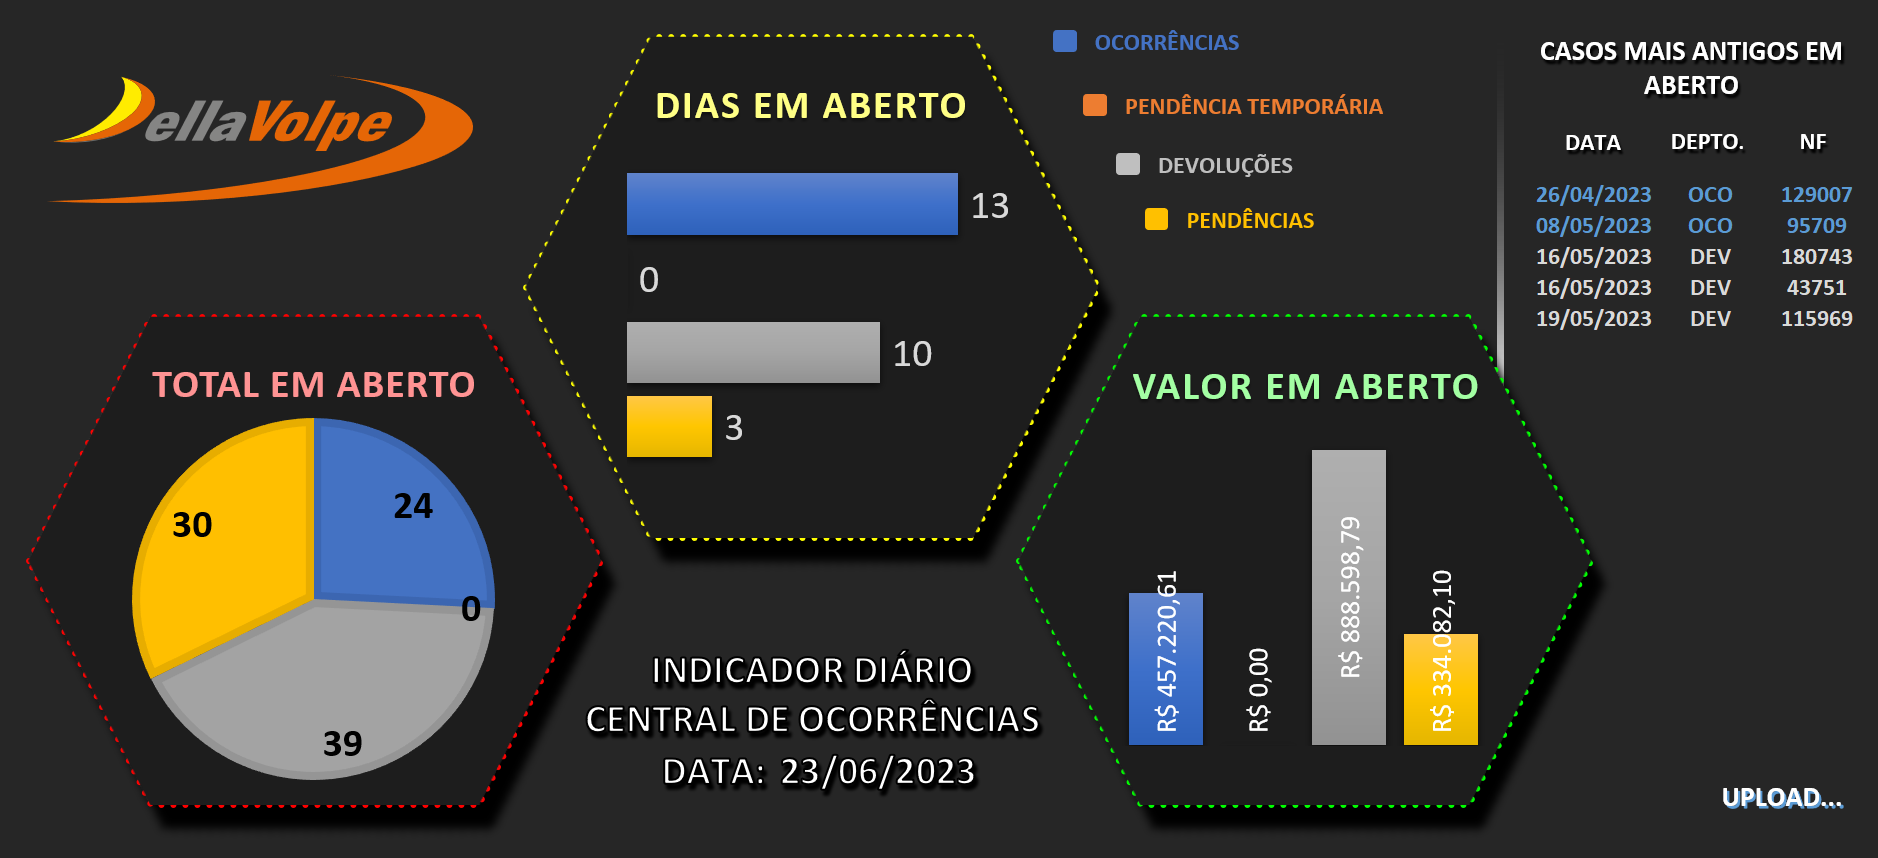 DellaVolpe
DIAS EM ABERTO
13
0
10
3
OCORRÊNCIAS
PENDÊNCIA TEMPORÁRIA
DEVOLUÇÕES
PENDÊNCIAS
CASOS MAIS ANTIGOS EM
ABERTO
DATA DEPTO. NF
26/04/2023 OCO 129007
08/05/2023 OCO 95709
16/05/2023 DEV 180743
16/05/2023 DEV 43751
19/05/2023 DEV 115969
TOTAL EM ABERTO
30
24
0
39
INDICADOR DIÁRIO
CENTRAL DE OCORRÊNCIAS
DATA: 23/06/2023
VALOR EM ABERTO
R$ 457.220,61
R$ 0,00
R$ 888.598,79
R$ 334.082,10
UPLOAD...